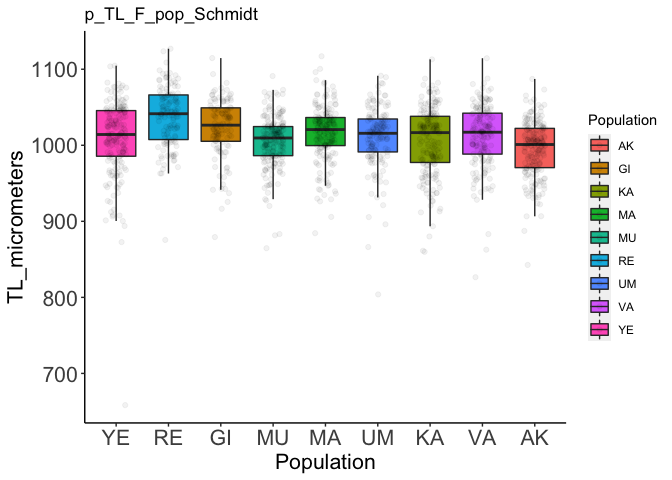 p_TL_F_pop_Schmidt
TL_micrometers
1100
1000
900
800
700
YE RE GI MU MA UM KA VA AK
Population
Population
AK
GI
KA
MA
MU
RE
UM
VA
YE